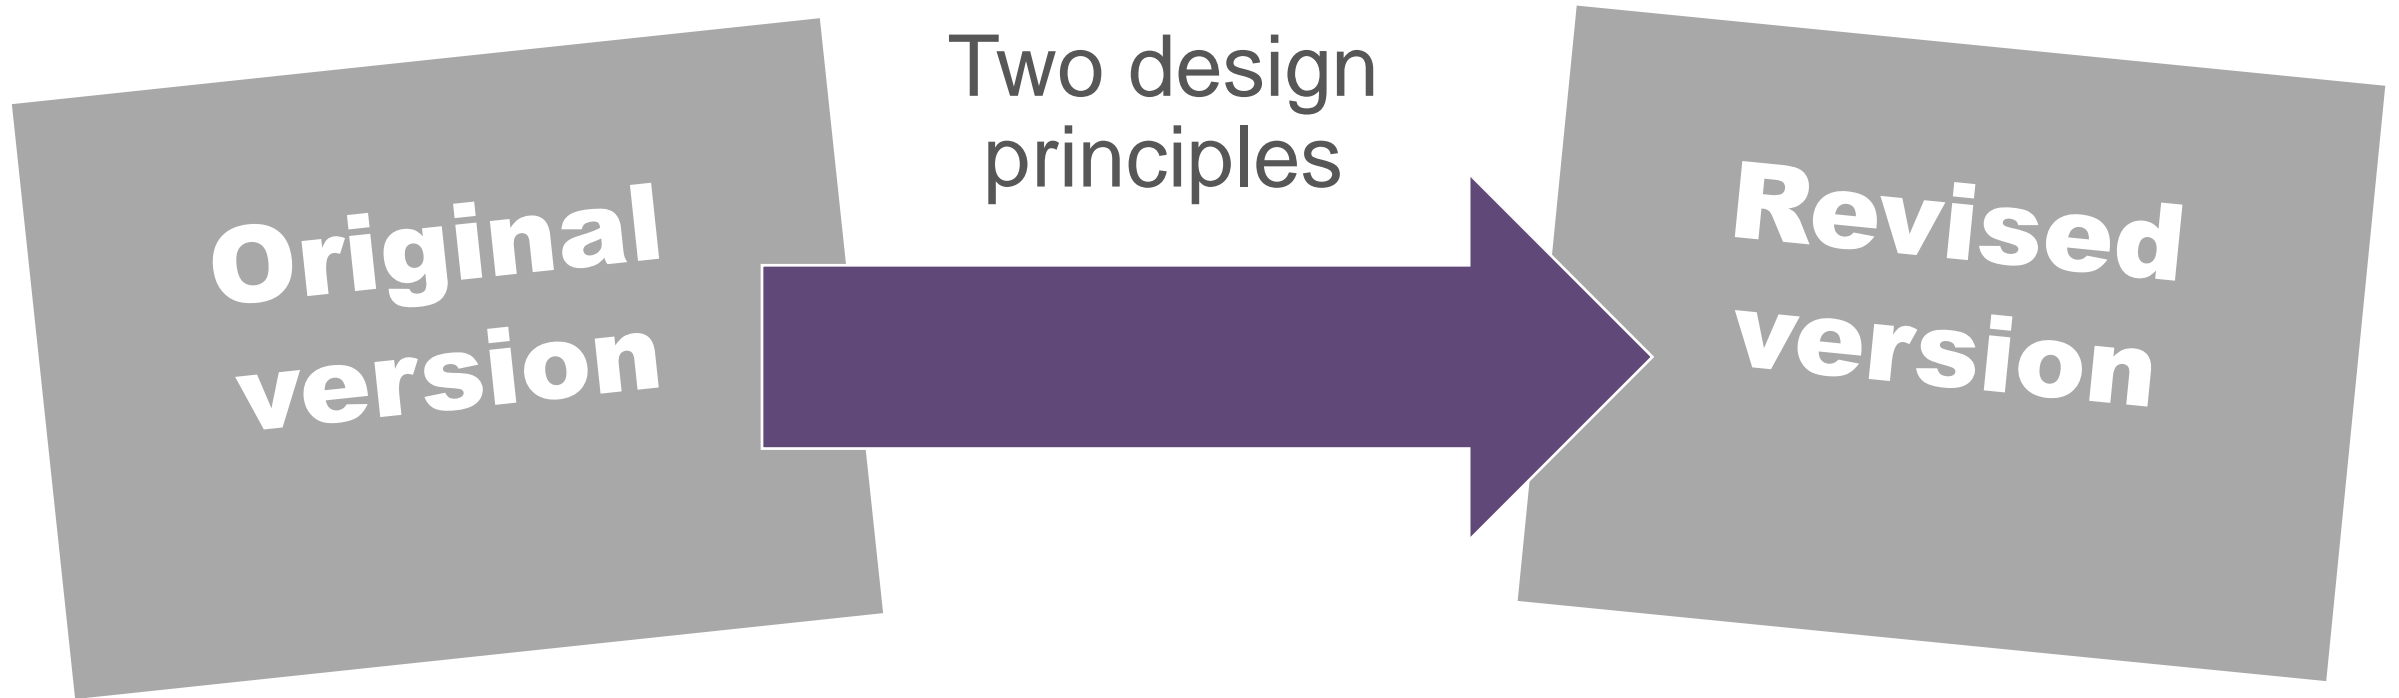 Original
version
Two design
principles
Revised
version